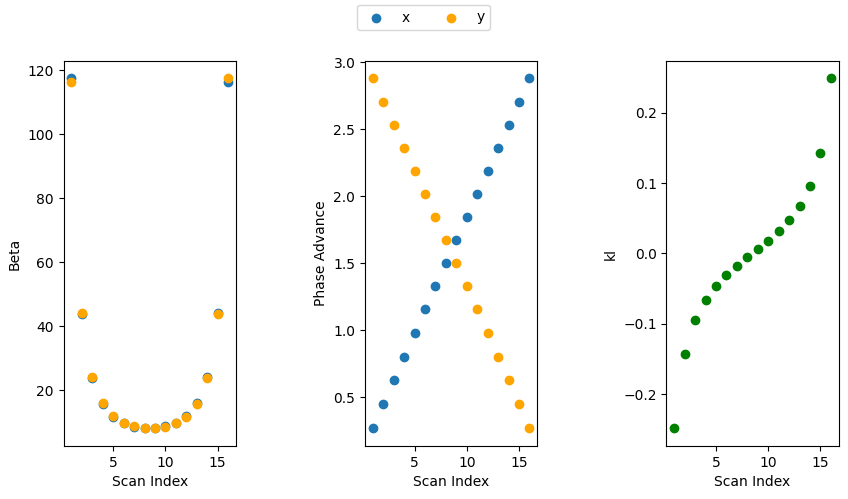 x y
120
100
80
60
40
20
5 10 15
Beta
Scan Index
3.0
2.5
2.0
1.5
1.0
0.5
5 10 15
Phase Advance
Scan Index
0.2
0.1
0.0
−0.1
−0.2
5 10 15
kl
Scan Index